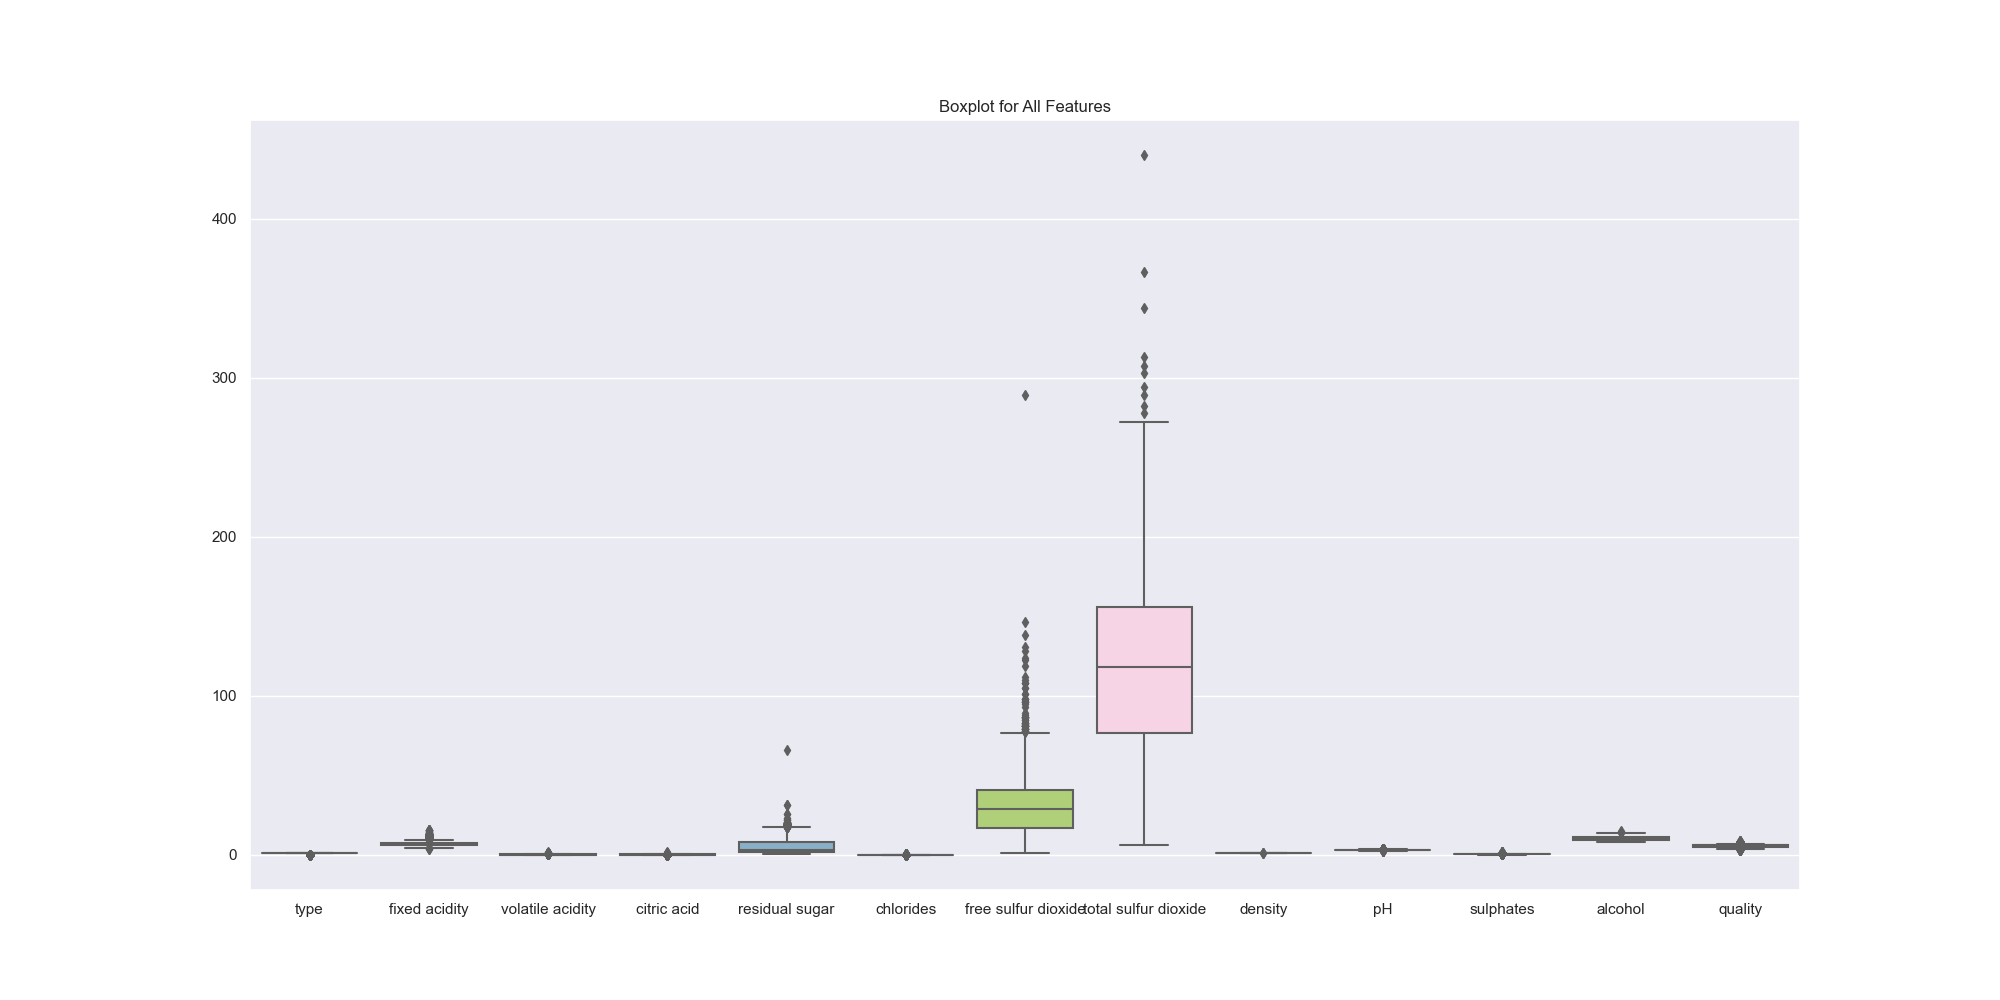 Boxplot for All Features
400
300
200
100
0
type fixed acidity volatile acidity citric acid residual sugar chlorides free sulfur dioxide total sulfur dioxide density pH sulphates alcohol quality